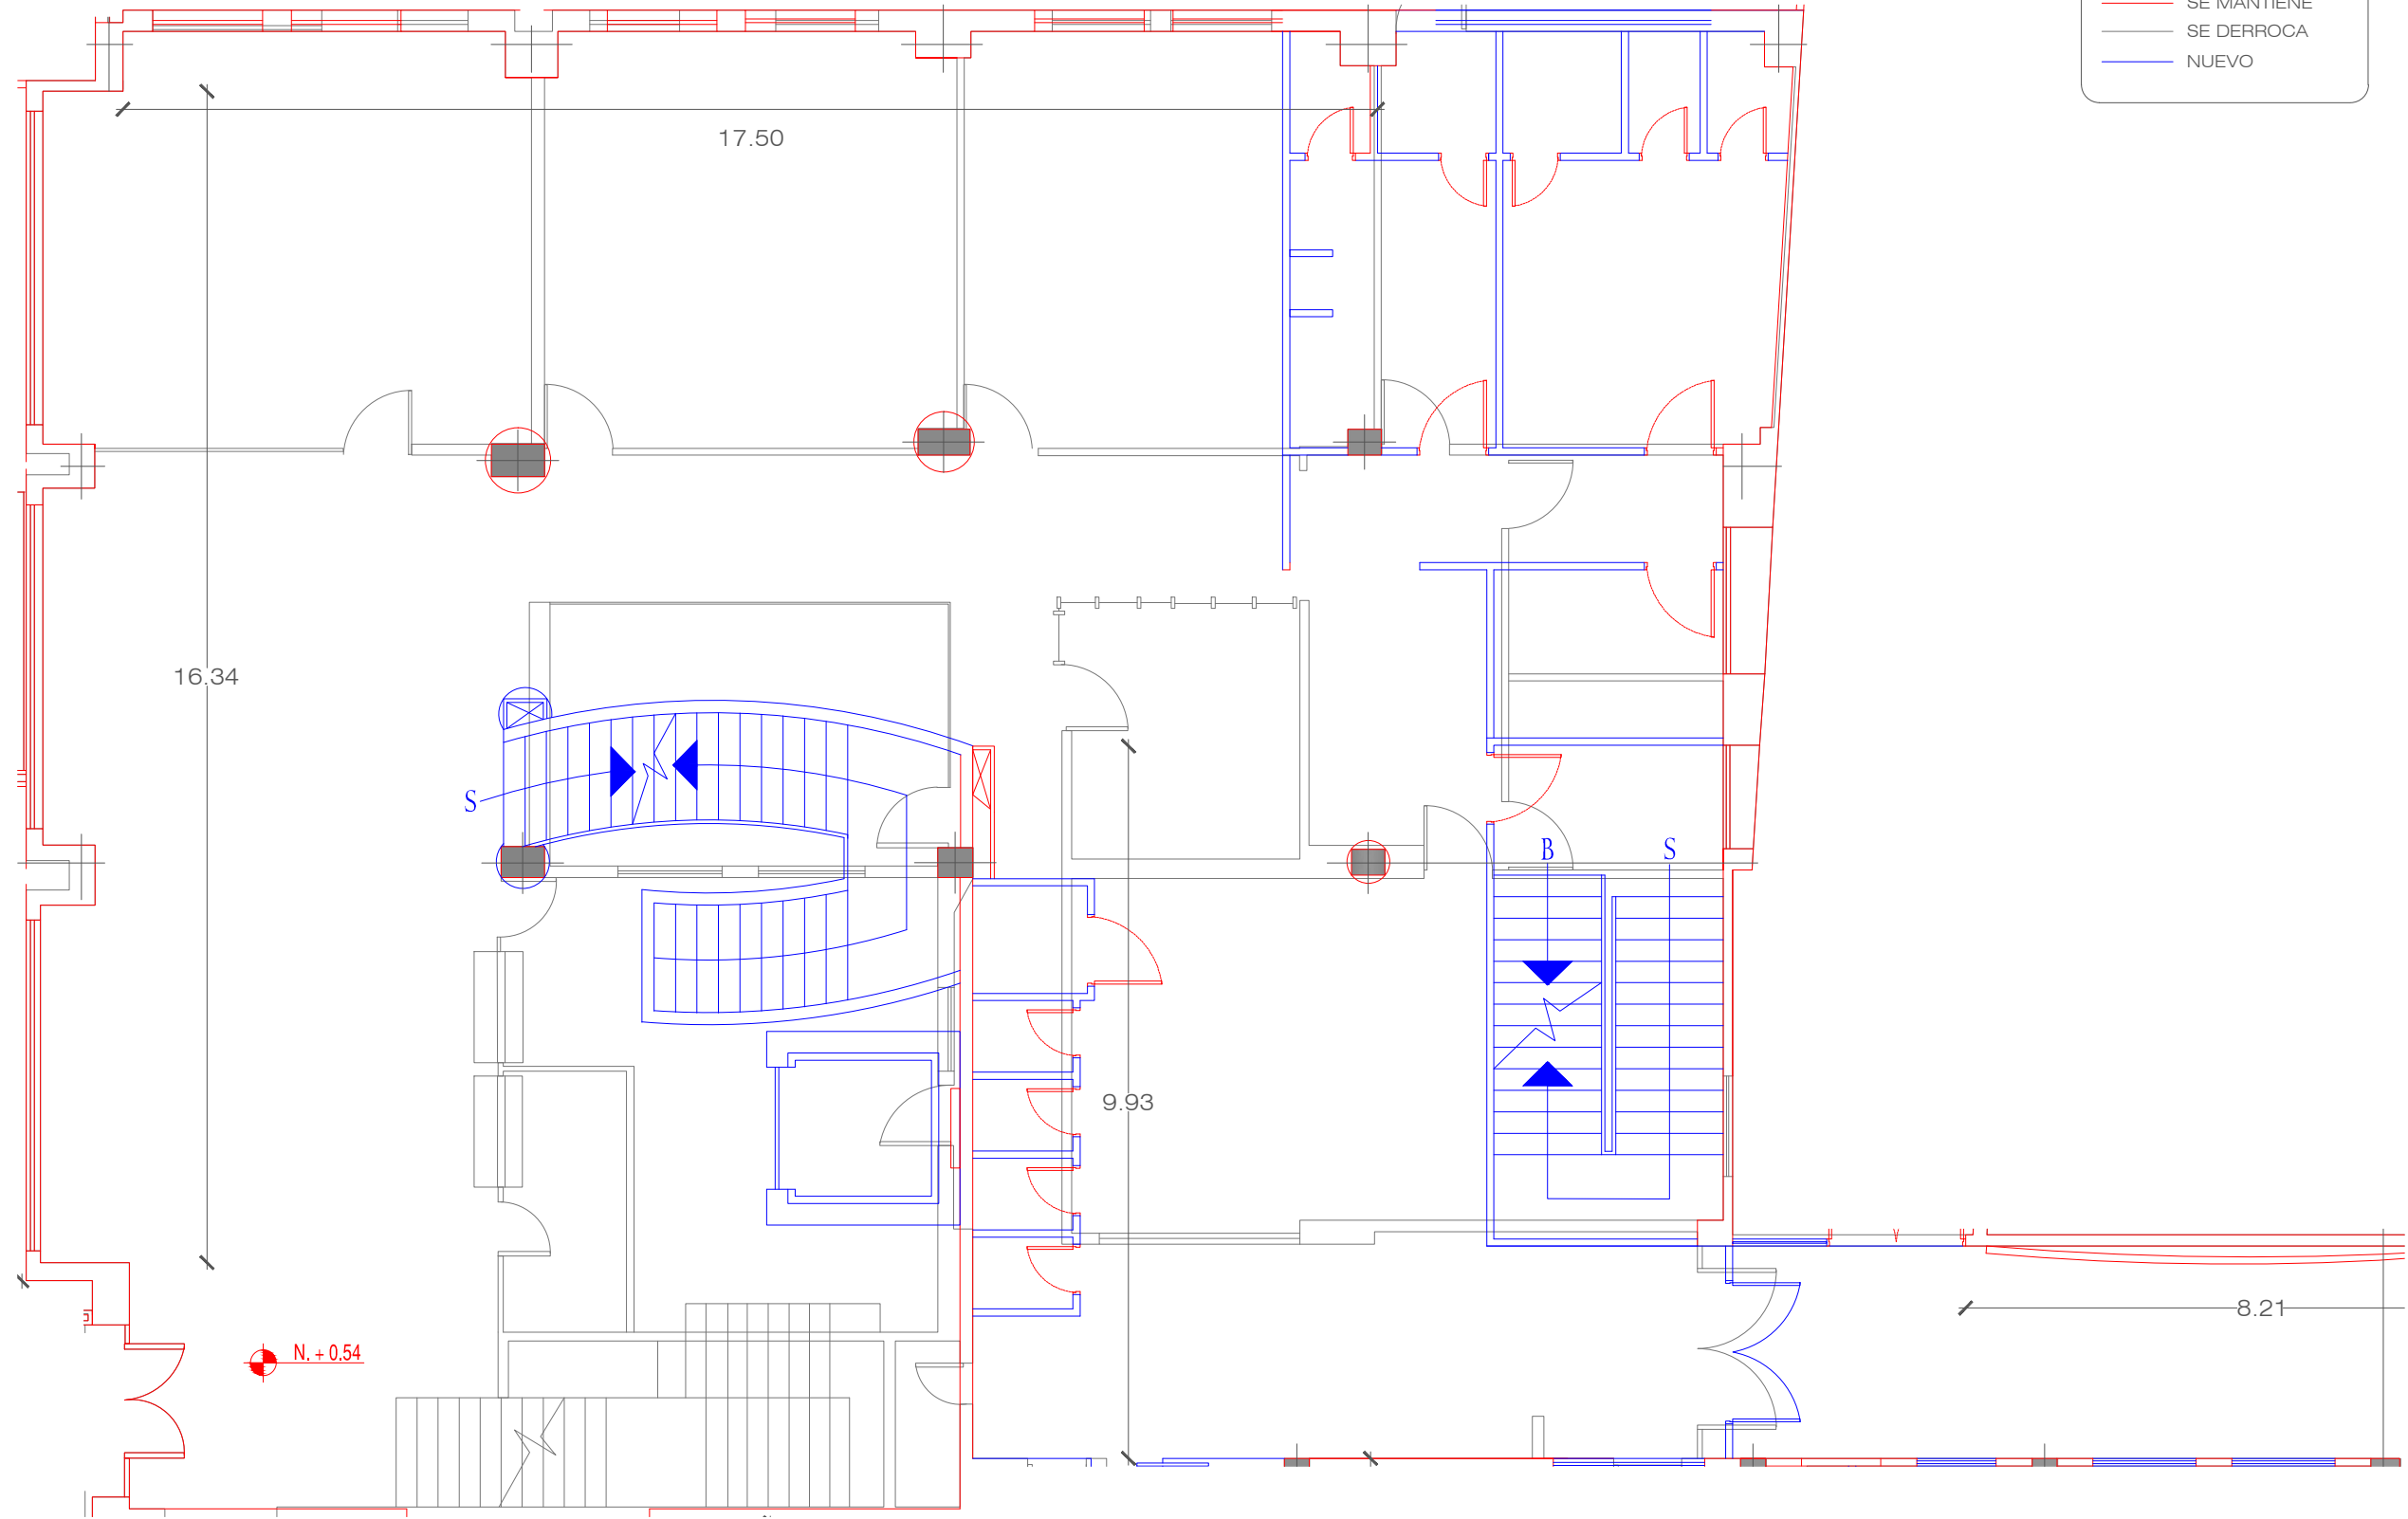 SE MANTIENE
SE DERROCA
NUEVO
17.50
16.34
S
B
S
9.93
8.21
N. + 0.54